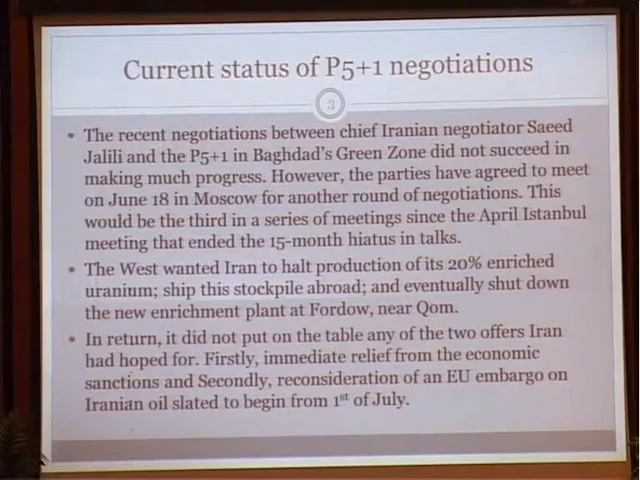 Current status of P5+1 negotiations
3
• The recent negotiations between chief Iranian negotiator Saeed
Jalili and the P5+1 in Baghdad's Green Zone did not succeed in
making much progress. However, the parties have agreed to meet
on June 18 in Moscow for another round of negotiations. This
would be the third in a series of meetings since the April Istanbul
meeting that ended the 15-month hiatus in talks.
• The West wanted Iran to halt production of its 20% enriched
uranium; ship this stockpile abroad; and eventually shut down
the new enrichment plant at Fordow, near Qom.
• In return, it did not put on the table any of the two offers Iran
had hoped for. Firstly, immediate relief from the economic
sanctions and Secondly, reconsideration of an EU embargo on
Iranian oil slated to begin from 1st of July.